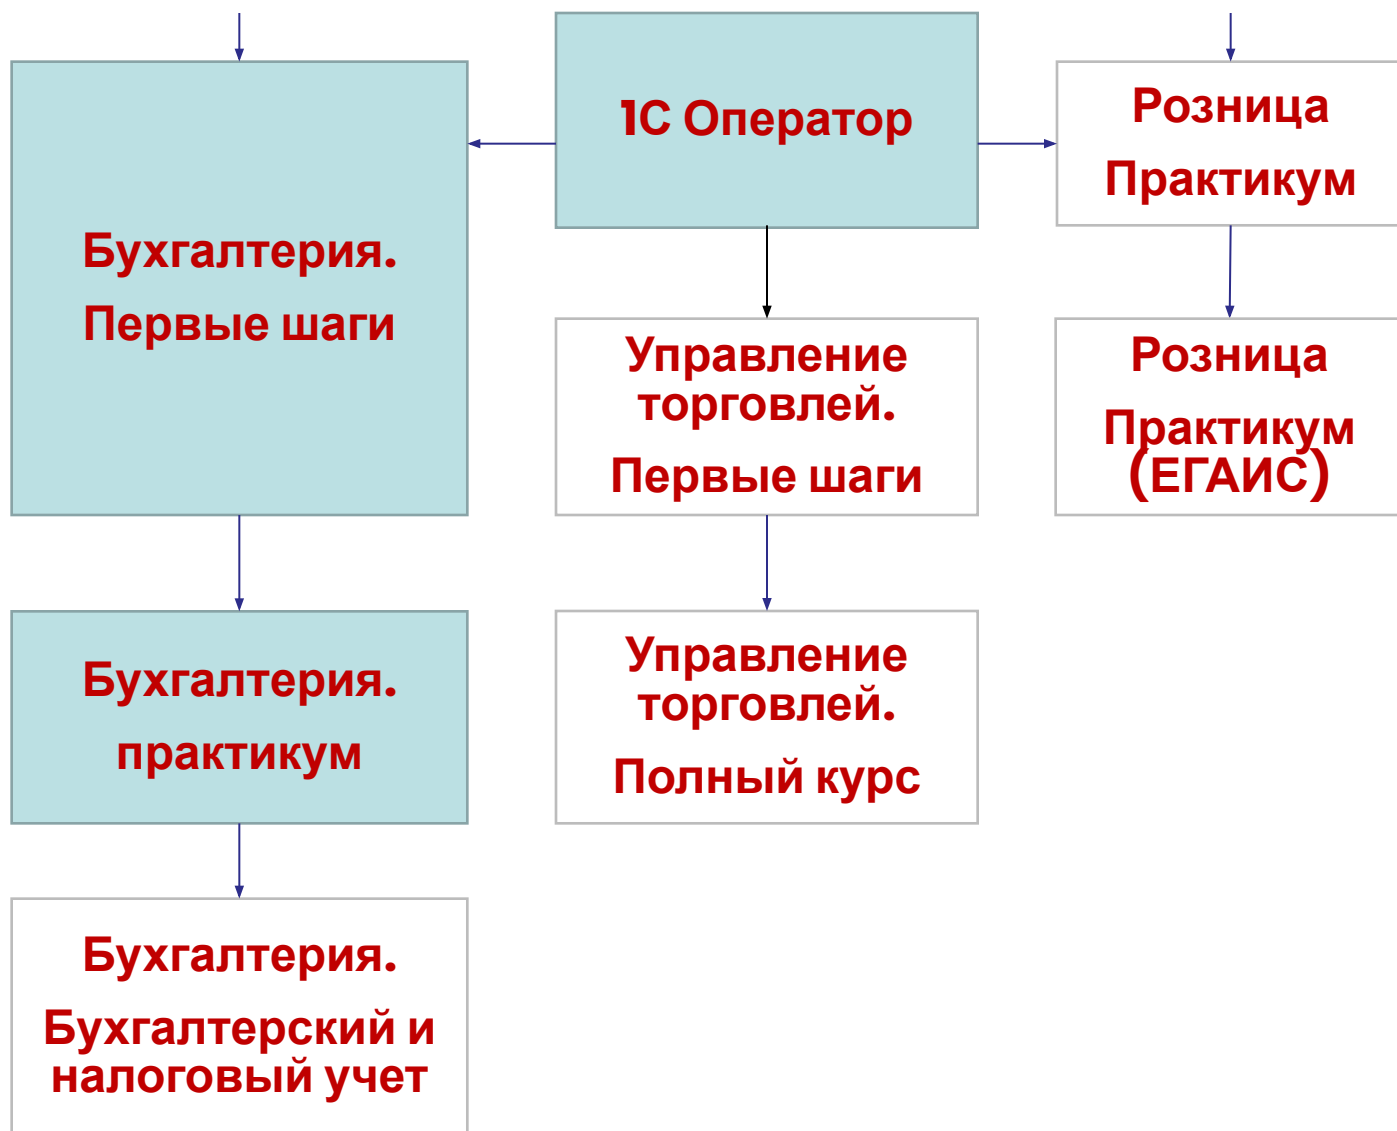 1С Оператор
Розница
Практикум
Бухгалтерия.
Первые шаги
Управление
торговлей.
Первые шаги
Розница
Практикум
(ЕГАИС)
Бухгалтерия.
практикум
Управление
торговлей.
Полный курс
Бухгалтерия.
Бухгалтерский и
налоговый учет